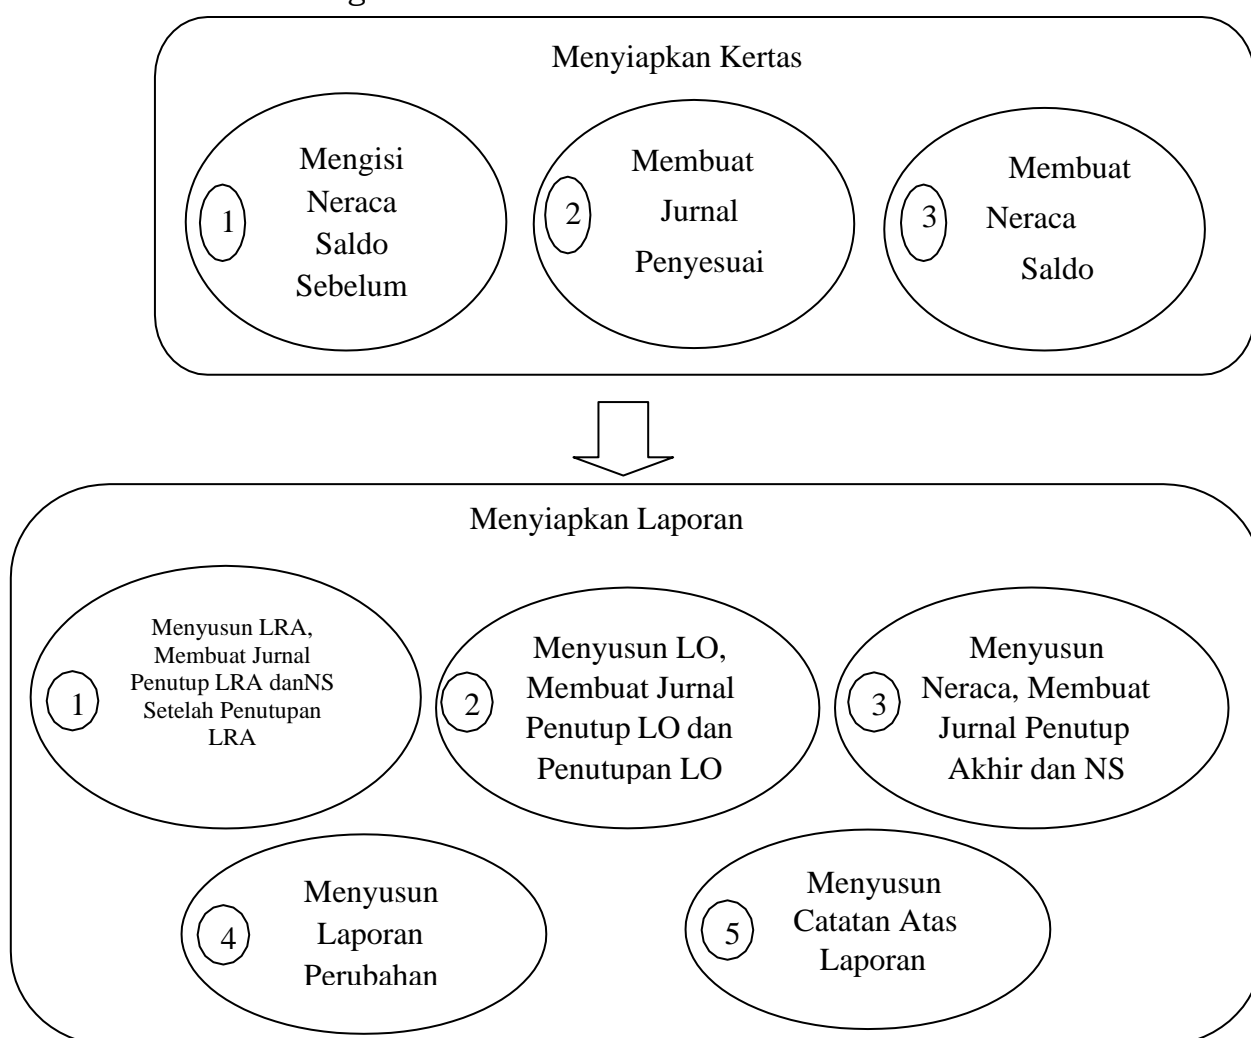 Menyiapkan Kertas
1
Mengisi
Neraca
Saldo
Sebelum
2
Membuat
Jurnal
Penyesuai
3
Membuat
Neraca
Saldo
Menyiapkan Laporan
1
Menyusun LRA,
Membuat Jurnal
Penutup LRA danNS
Setelah Penutupan
LRA
2
Menyusun LO,
Membuat Jurnal
Penutup LO dan
Penutupan LO
3
Menyusun
Neraca, Membuat
Jurnal Penutup
Akhir dan NS
4
Menyusun
Laporan
Perubahan
5
Menyusun
Catatan Atas
Laporan